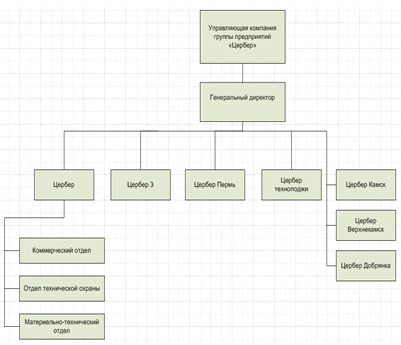 Управляющая компания
группы предприятий
«Цербер»
Генеральный директор
Цербер
Цербер 3
Цербер Пермь
Цербер
технолоджи
Цербер Камск
Цербер
Верхнекамск
Цербер Добрянка
Коммерческий отдел
Отдел технической охраны
Материально-технический
отдел